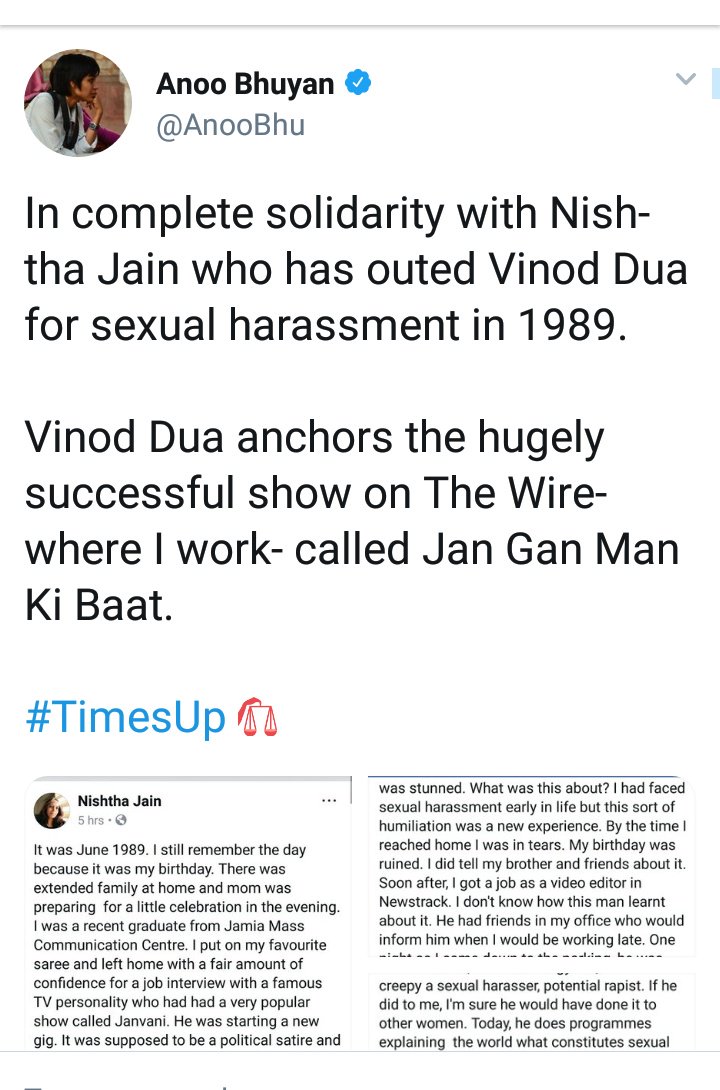 Anoo Bhuyan
@AnooBhu
In complete solidarity with Nish-
tha Jain who has outed Vinod Dua
for sexual harassment in 1989.
Vinod Dua anchors the hugely
successful show on The Wire-
where I work- called Jan Gan Man
Ki Baat.
#TimesUp
Nishtha Jain
5 hrs
It was June 1989. I still remember the day
because it was my birthday. There was
extended family at home and mom was
preparing for a little celebration in the evening.
I was a recent graduate from Jamia Mass
Communication Centre. I put on my favourite
saree and left home with a fair amount of
confidence for a job interview with a famous
TV personality who had had a very popular
show called Janvani. He was starting a new
gig. It was supposed to be a political satire and
was stunned. What was this about? I had faced
sexual harassment early in life but this sort of
humiliation was a new experience. By the time I
reached home I was in tears. My birthday was
ruined. I did tell my brother and friends about it.
Soon after, I got a job as a video editor in
Newstrack. I don't know how this man learnt
about it. He had friends in my office who would
inform him when I would be working late. One
creepy a sexual harasser, potential rapist. If he
did to me, I'm sure he would have done it to
other women. Today, he does programmes
explaining the world what constitutes sexual